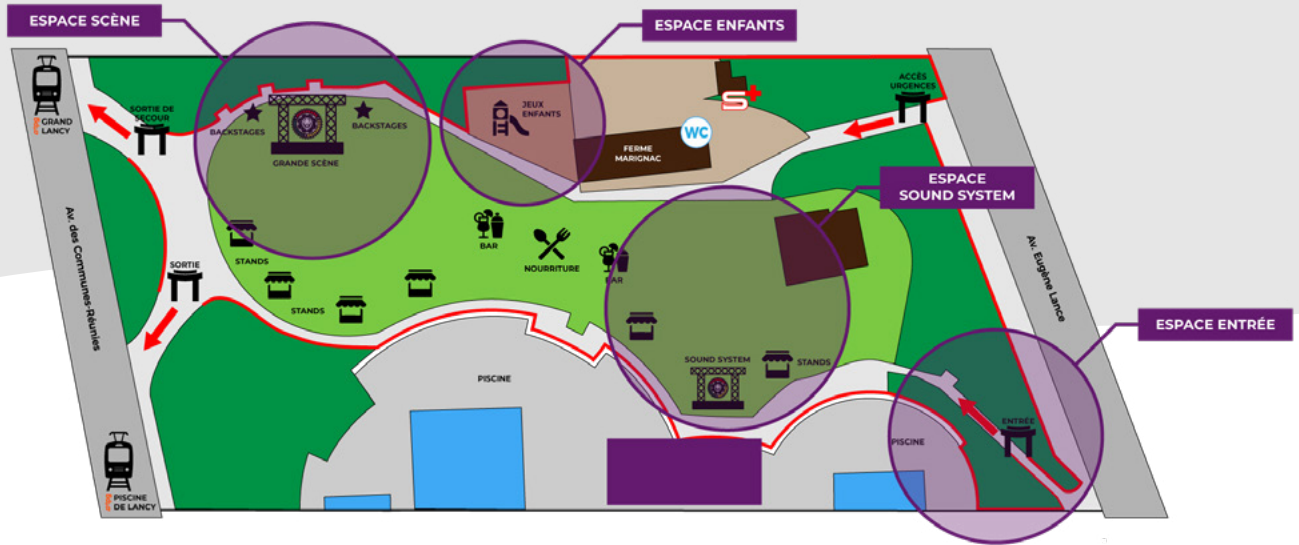 ESPACE SCÈNE
ESPACE ENFANTS
ACCÈS
URGENCES
SORTIE DE
SECOUR
GRAND
LANCY
BACKSTAGES
BACKSTAGES
GRANDE SCÈNE
JEUX
ENFANTS
S
WC
FERME
MARIGNAC
ESPACE
SOUND SYSTEM
Av. des Communes-Réunies
Av. Eugène Lance
SORTIE
STANDS
STANDS
BAR
NOURRITURE
BAR
ESPACE ENTRÉE
SOUND SYSTEM
STANDS
PISCINE
PISCINE
ENTRÉE
PISCINE
DE LANCY